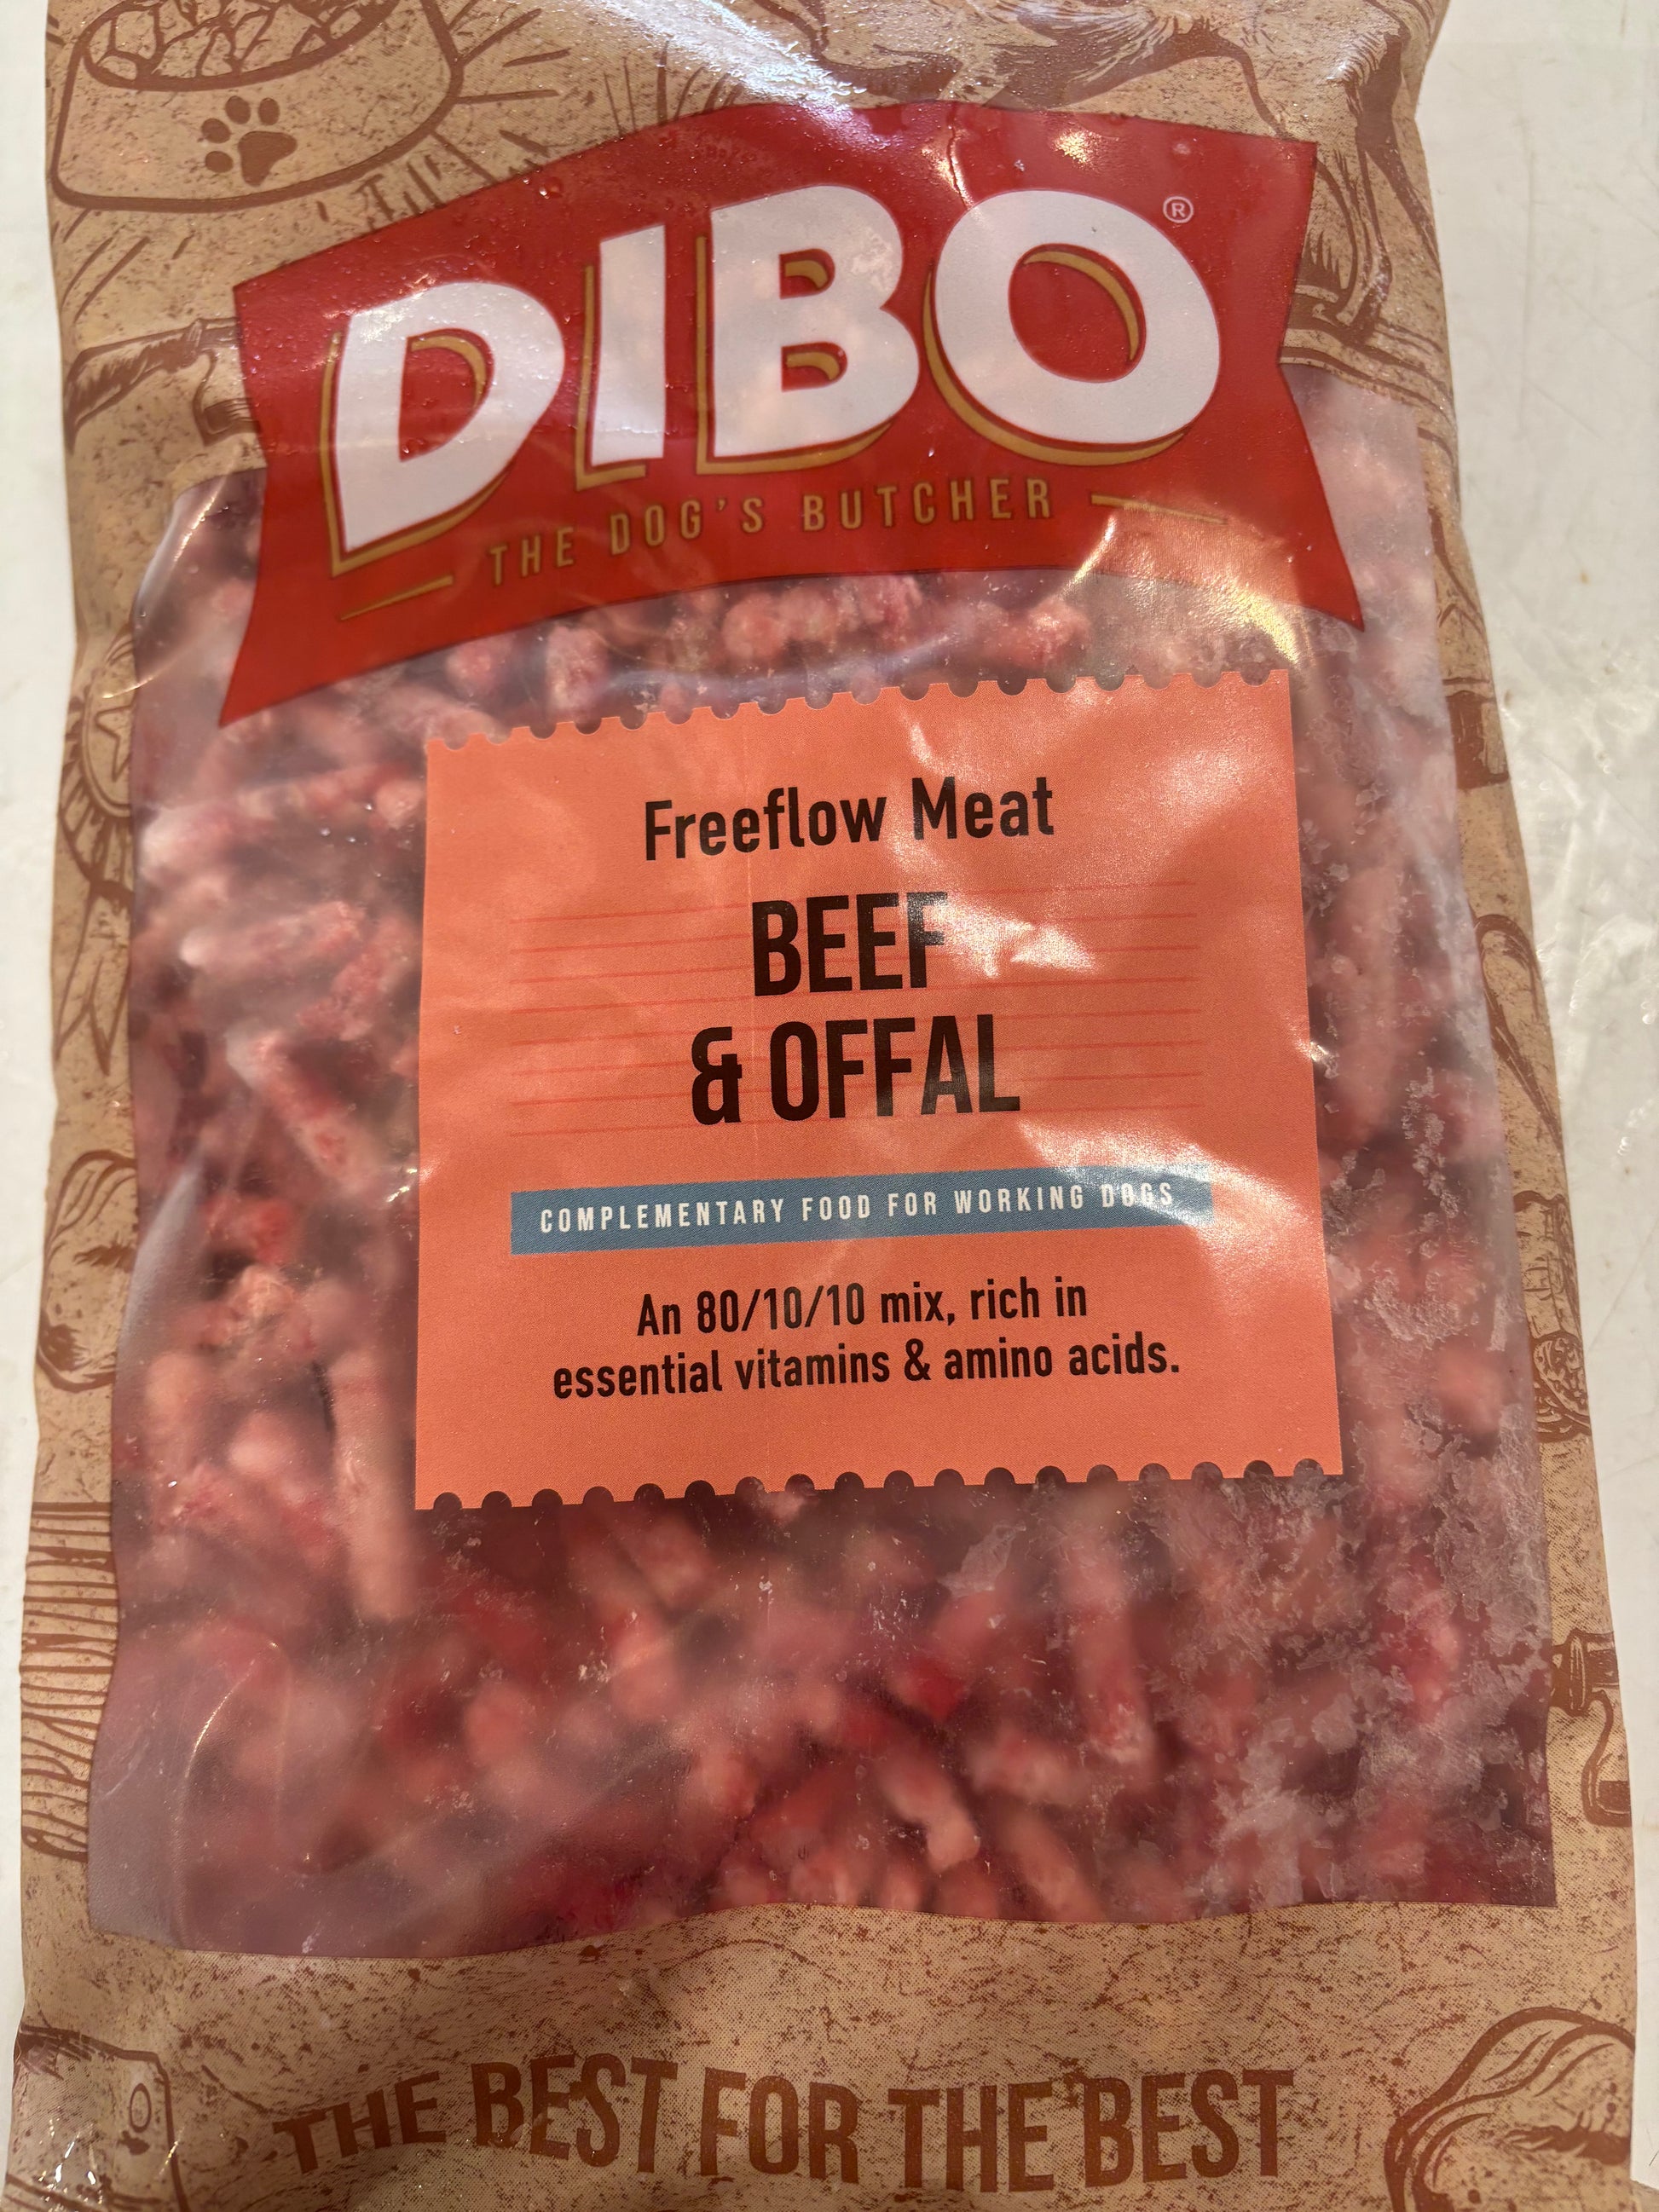 DIBO®
THE DOG'S BUTCHER
Freeflow Meat
BEEF
& OFFAL
COMPLEMENTARY FOOD FOR WORKING DOGS
An 80/10/10 mix, rich in
essential vitamins & amino acids.
THE BEST FOR THE BEST